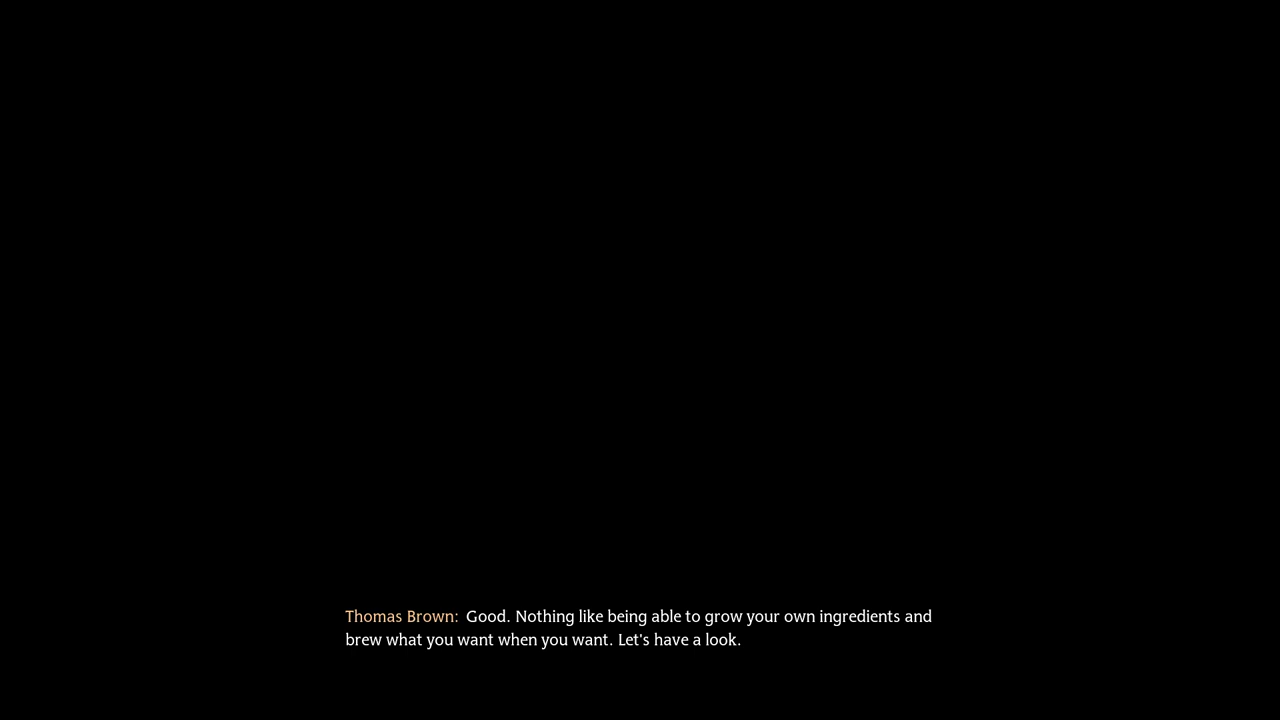 Thomas Brown: Good. Nothing like being able to grow your own ingredients and
brew what you want when you want. Let's have a look.